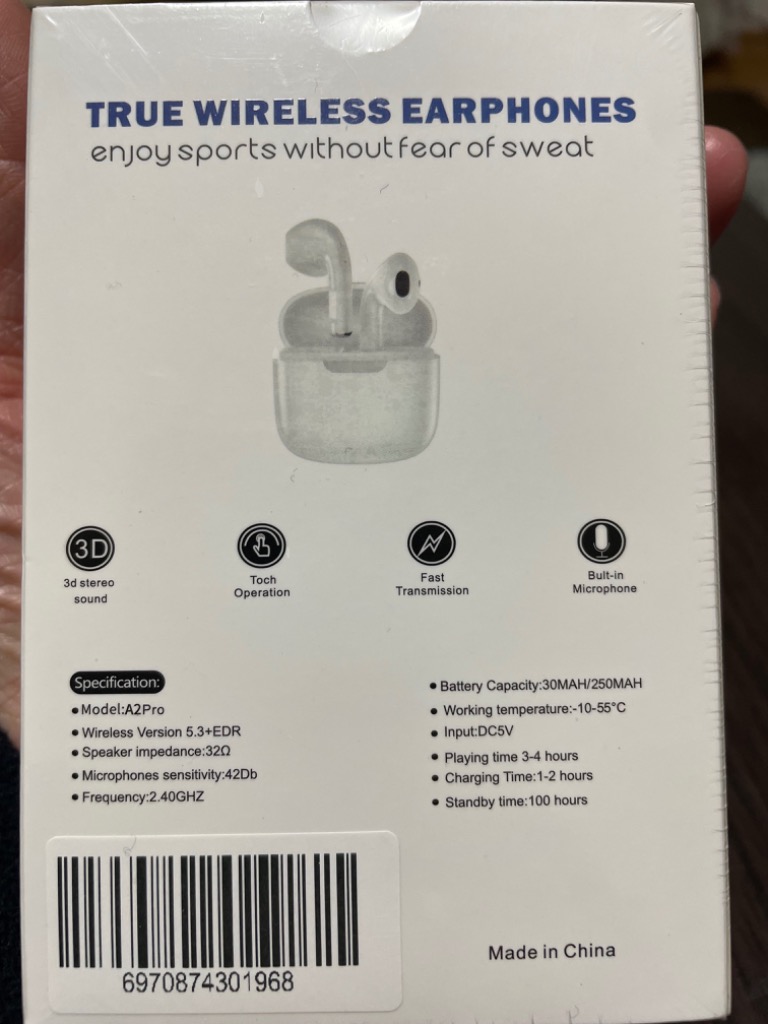 TRUE WIRELESS EARPHONES
enjoy sports without fear of sweat
3D
3d stereo
sound
Toch
Operation
Fast
Transmission
Bult-in
Microphone
Specification:
•Model:A2Pro
•Wireless Version 5.3+EDR
•Speaker impedance:32Ω
•Microphones sensitivity:42Db
•Frequency:2.40GHZ
•Battery Capacity:30MAH/250MAH
•Working temperature:-10-55°C
•Input:DC5V
•Playing time 3-4 hours
•Charging Time:1-2 hours
•Standby time:100 hours
6970874301968
Made in China